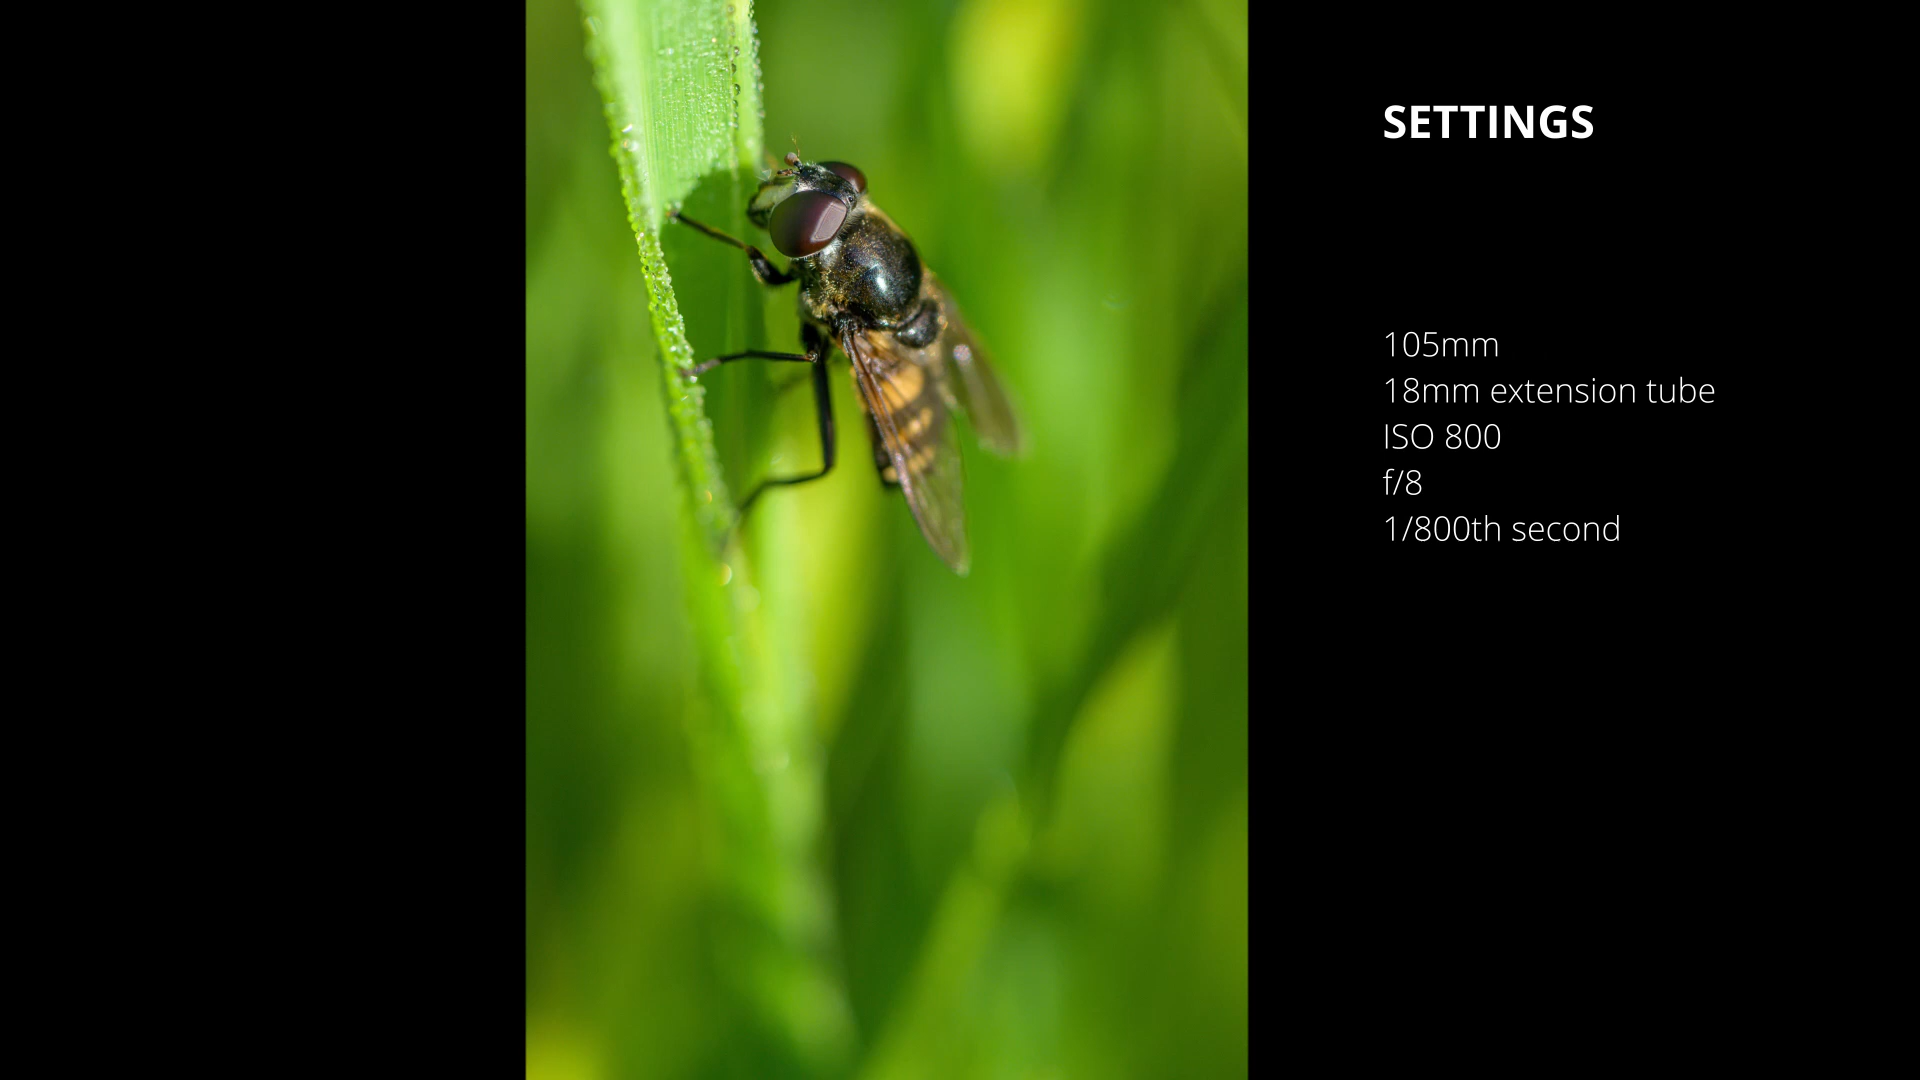 SETTINGS
105mm
18mm extension tube
ISO 800
f/8
1/800th second